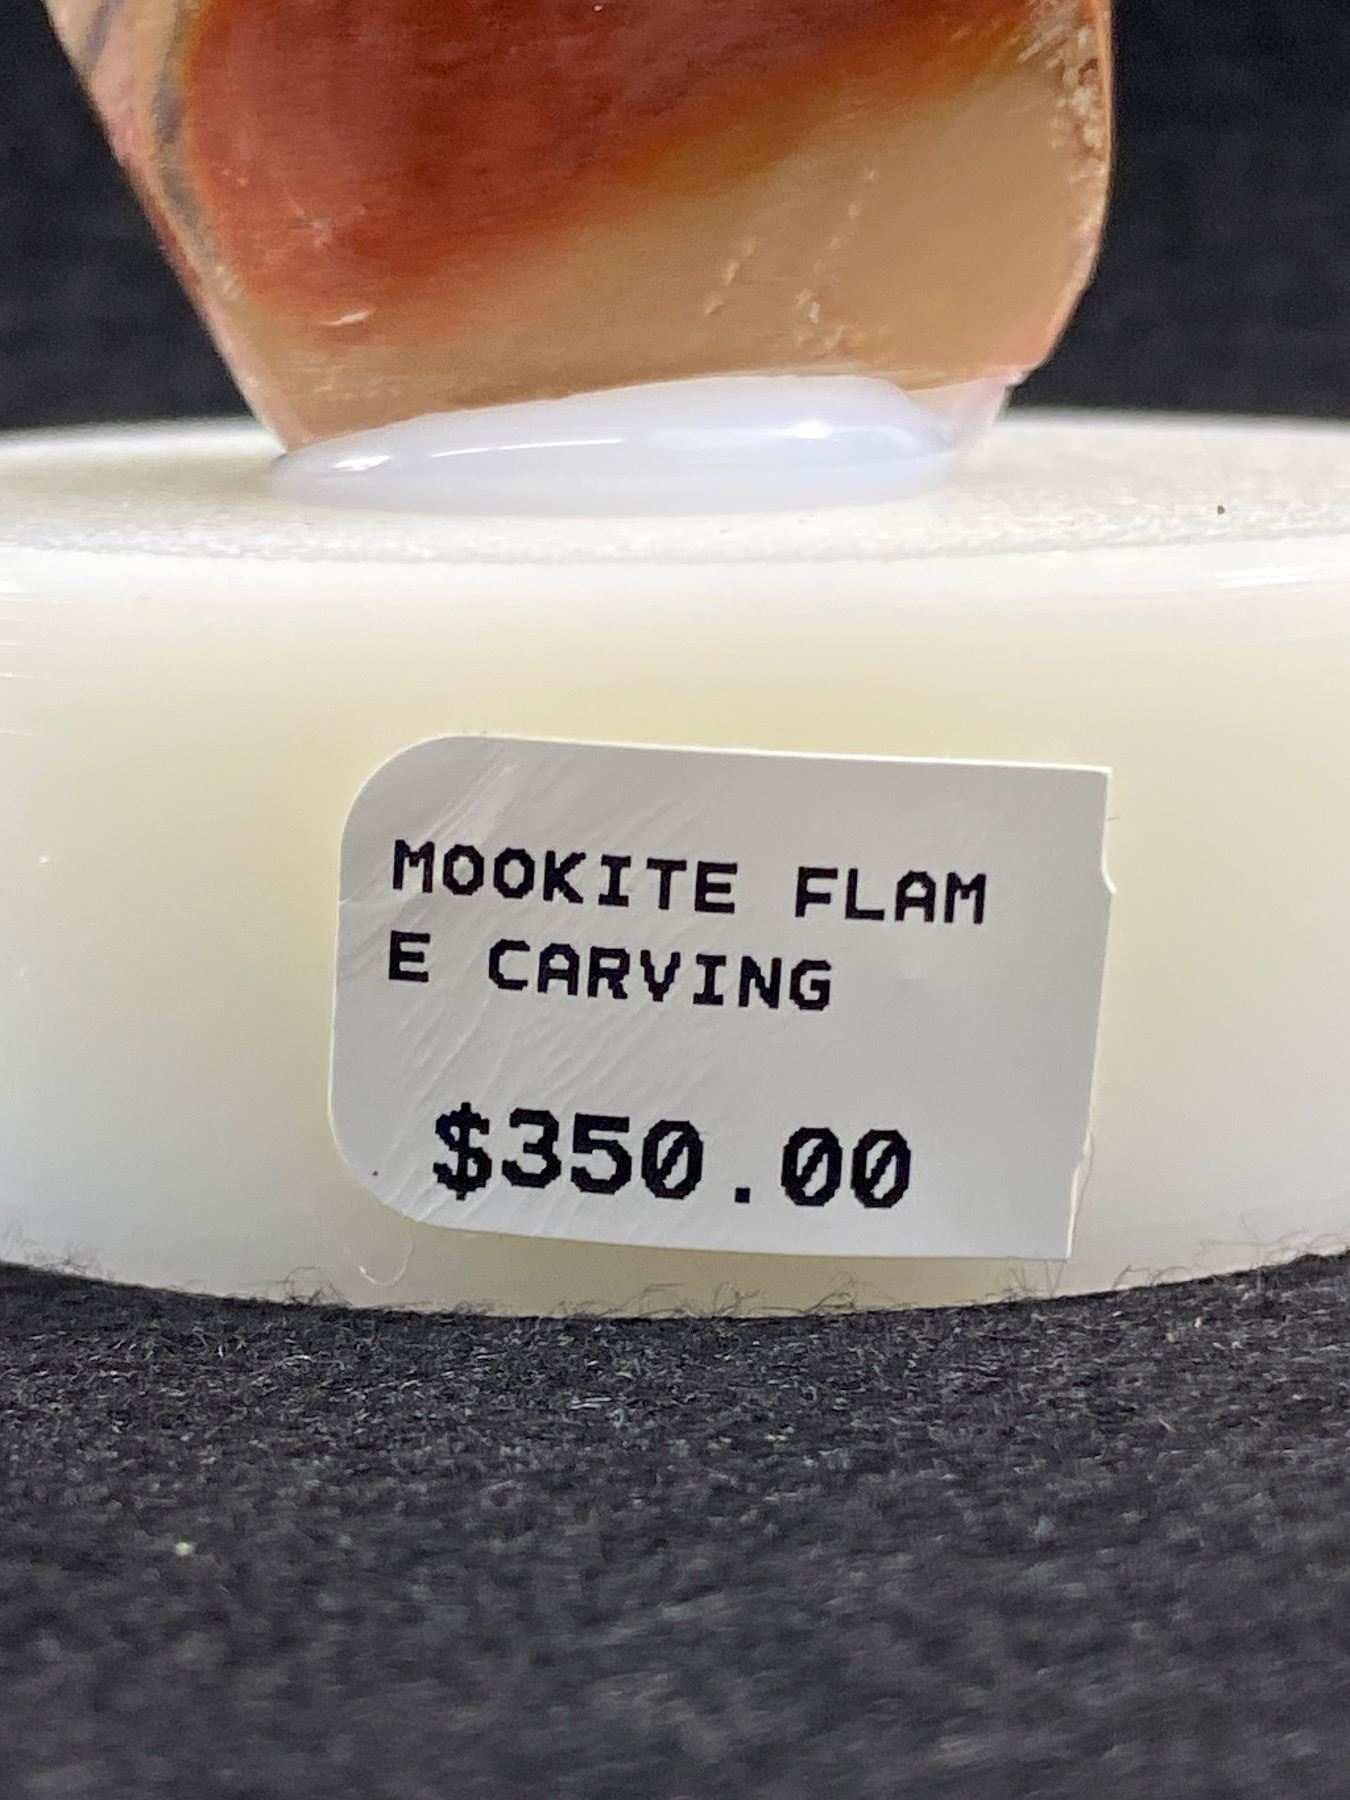 MOOKITE FLAM
E CARVING
$350.00